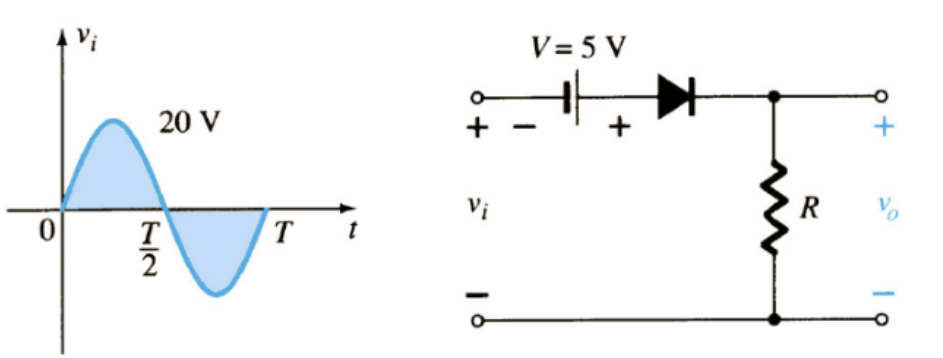 v_i
20 V
0
T/2
T
t
V = 5 V
+ − +
+
v_i
R
v_o
−
−